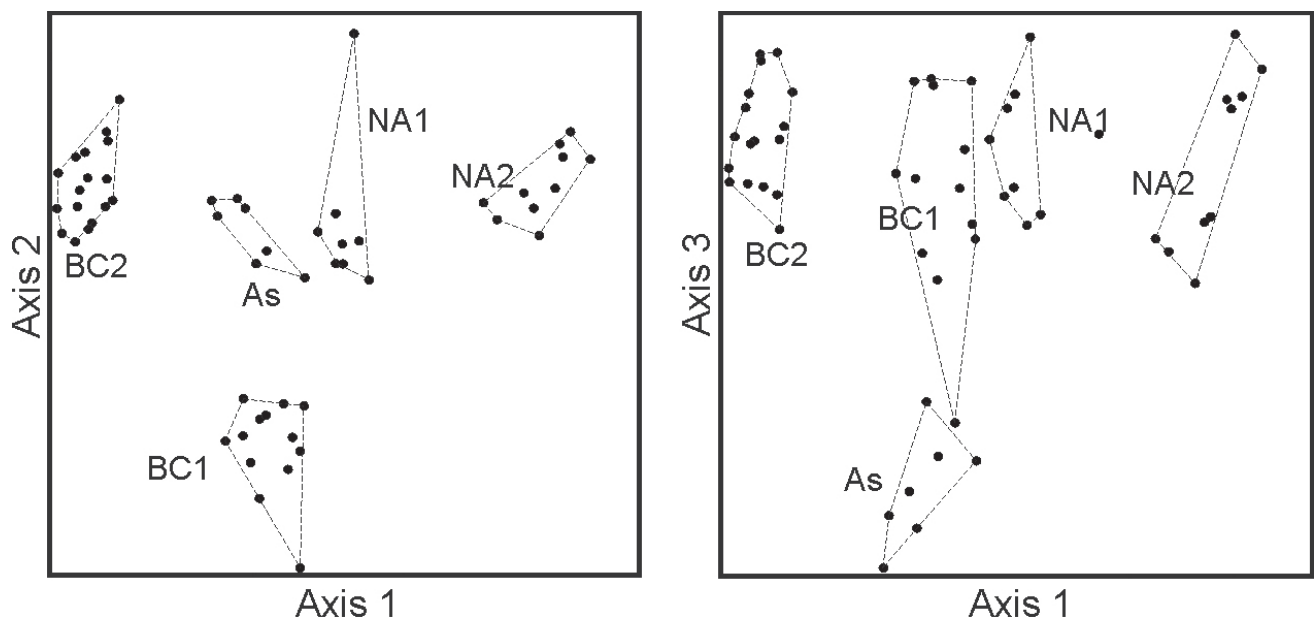 NA1
NA2
BC2
As
BC1
Axis 2
Axis 1
NA1
NA2
BC1
BC2
As
Axis 3
Axis 1